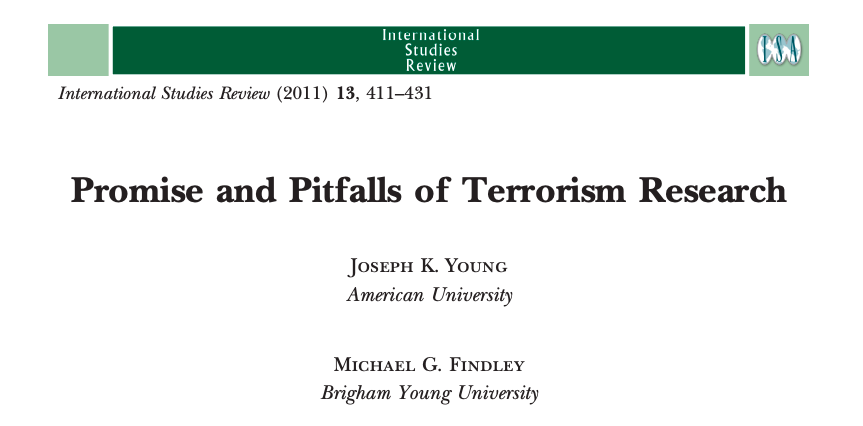 International
Studies
Review
ISA
International Studies Review (2011) 13, 411–431
Promise and Pitfalls of Terrorism Research
Joseph K. Young
American University
Michael G. Findley
Brigham Young University